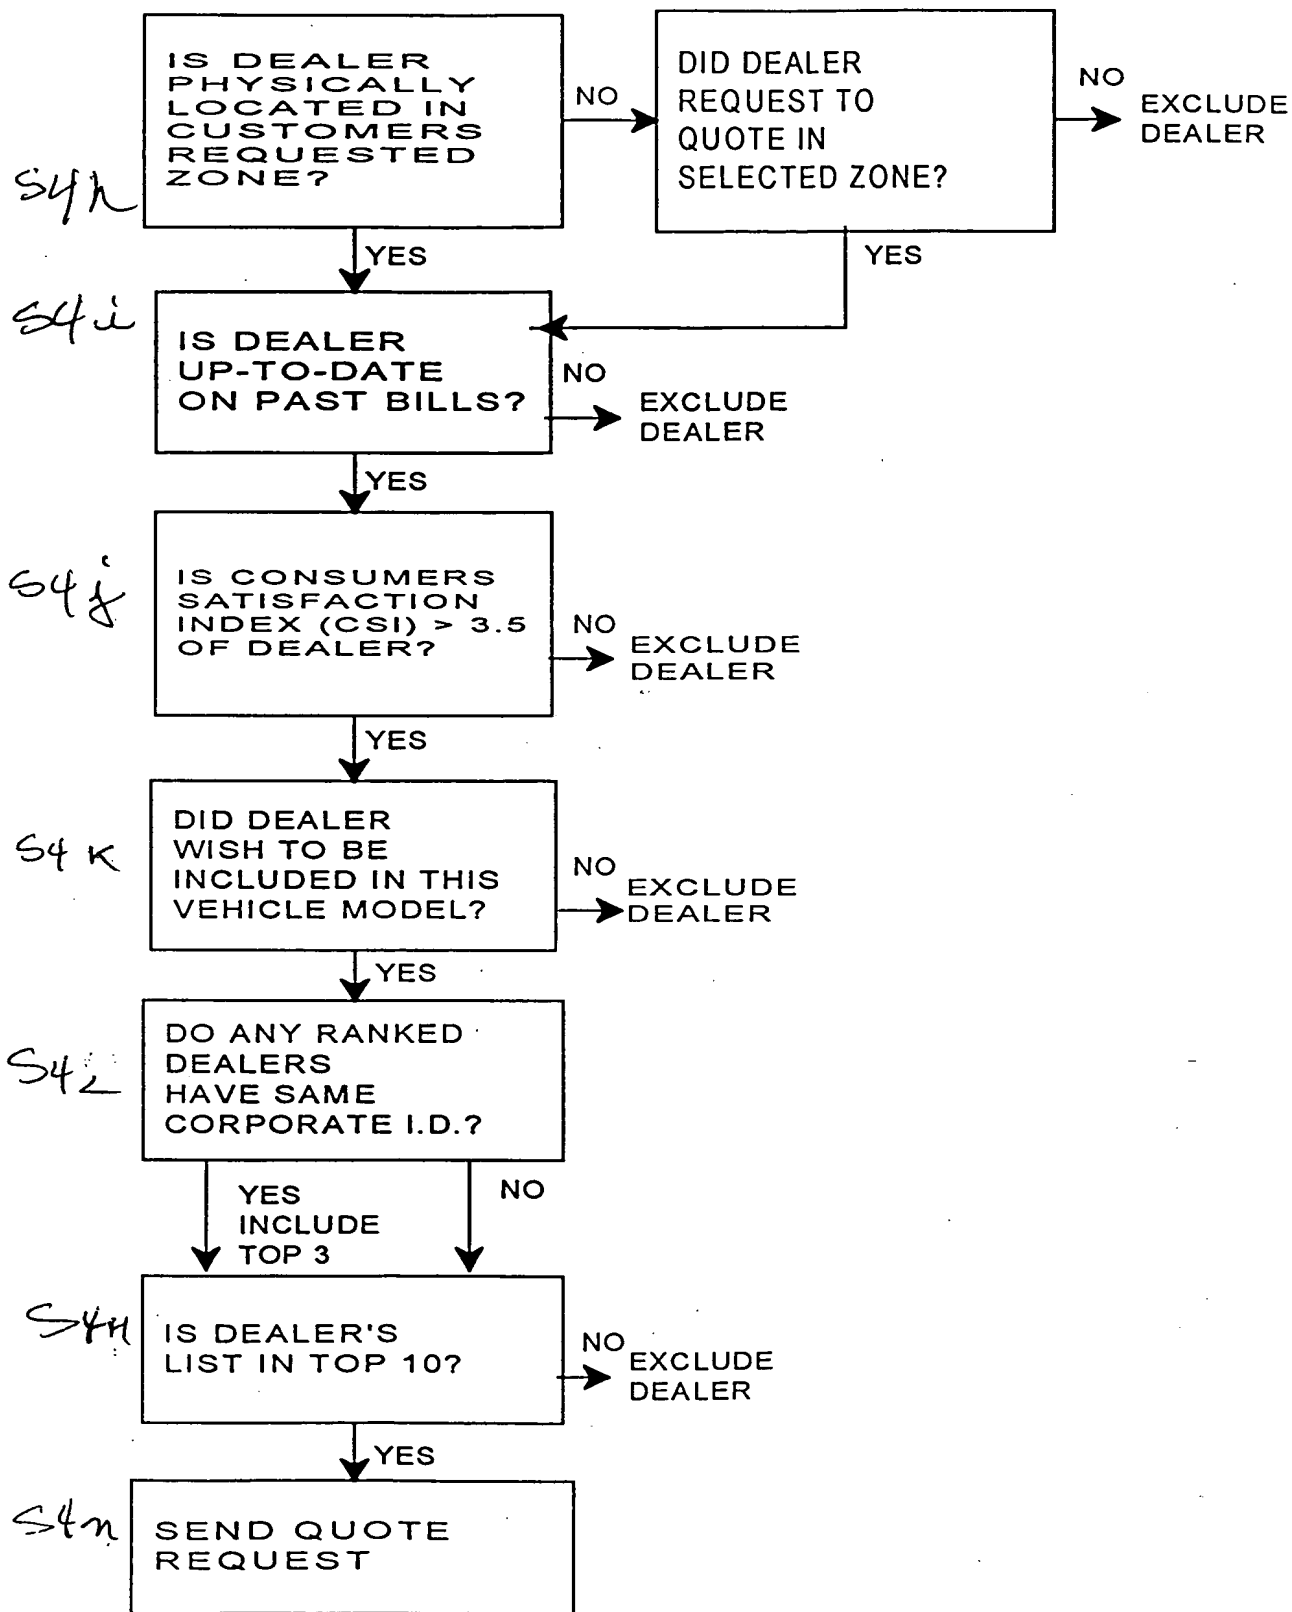 IS DEALER
PHYSICALLY
LOCATED IN
CUSTOMERS
REQUESTED
ZONE?
S4h
NO
DID DEALER
REQUEST TO
QUOTE IN
SELECTED ZONE?
NO
EXCLUDE
DEALER
YES
YES
S4i
IS DEALER
UP-TO-DATE
ON PAST BILLS?
NO
EXCLUDE
DEALER
YES
S4j
IS CONSUMERS
SATISFACTION
INDEX (CSI) > 3.5
OF DEALER?
NO
EXCLUDE
DEALER
YES
S4K
DID DEALER
WISH TO BE
INCLUDED IN THIS
VEHICLE MODEL?
NO
EXCLUDE
DEALER
YES
S4L
DO ANY RANKED
DEALERS
HAVE SAME
CORPORATE I.D.?
YES
INCLUDE
TOP 3
NO
IS DEALER'S
LIST IN TOP 10?
NO
EXCLUDE
DEALER
YES
S4n
SEND QUOTE
REQUEST